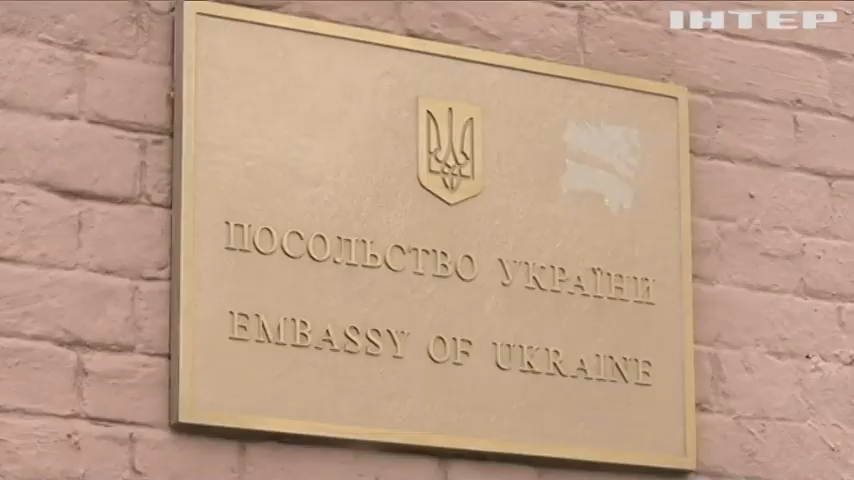 ІНТЕР
ПОСОЛЬСТВО УКРАЇНИ
EMBASSY OF UKRAINE